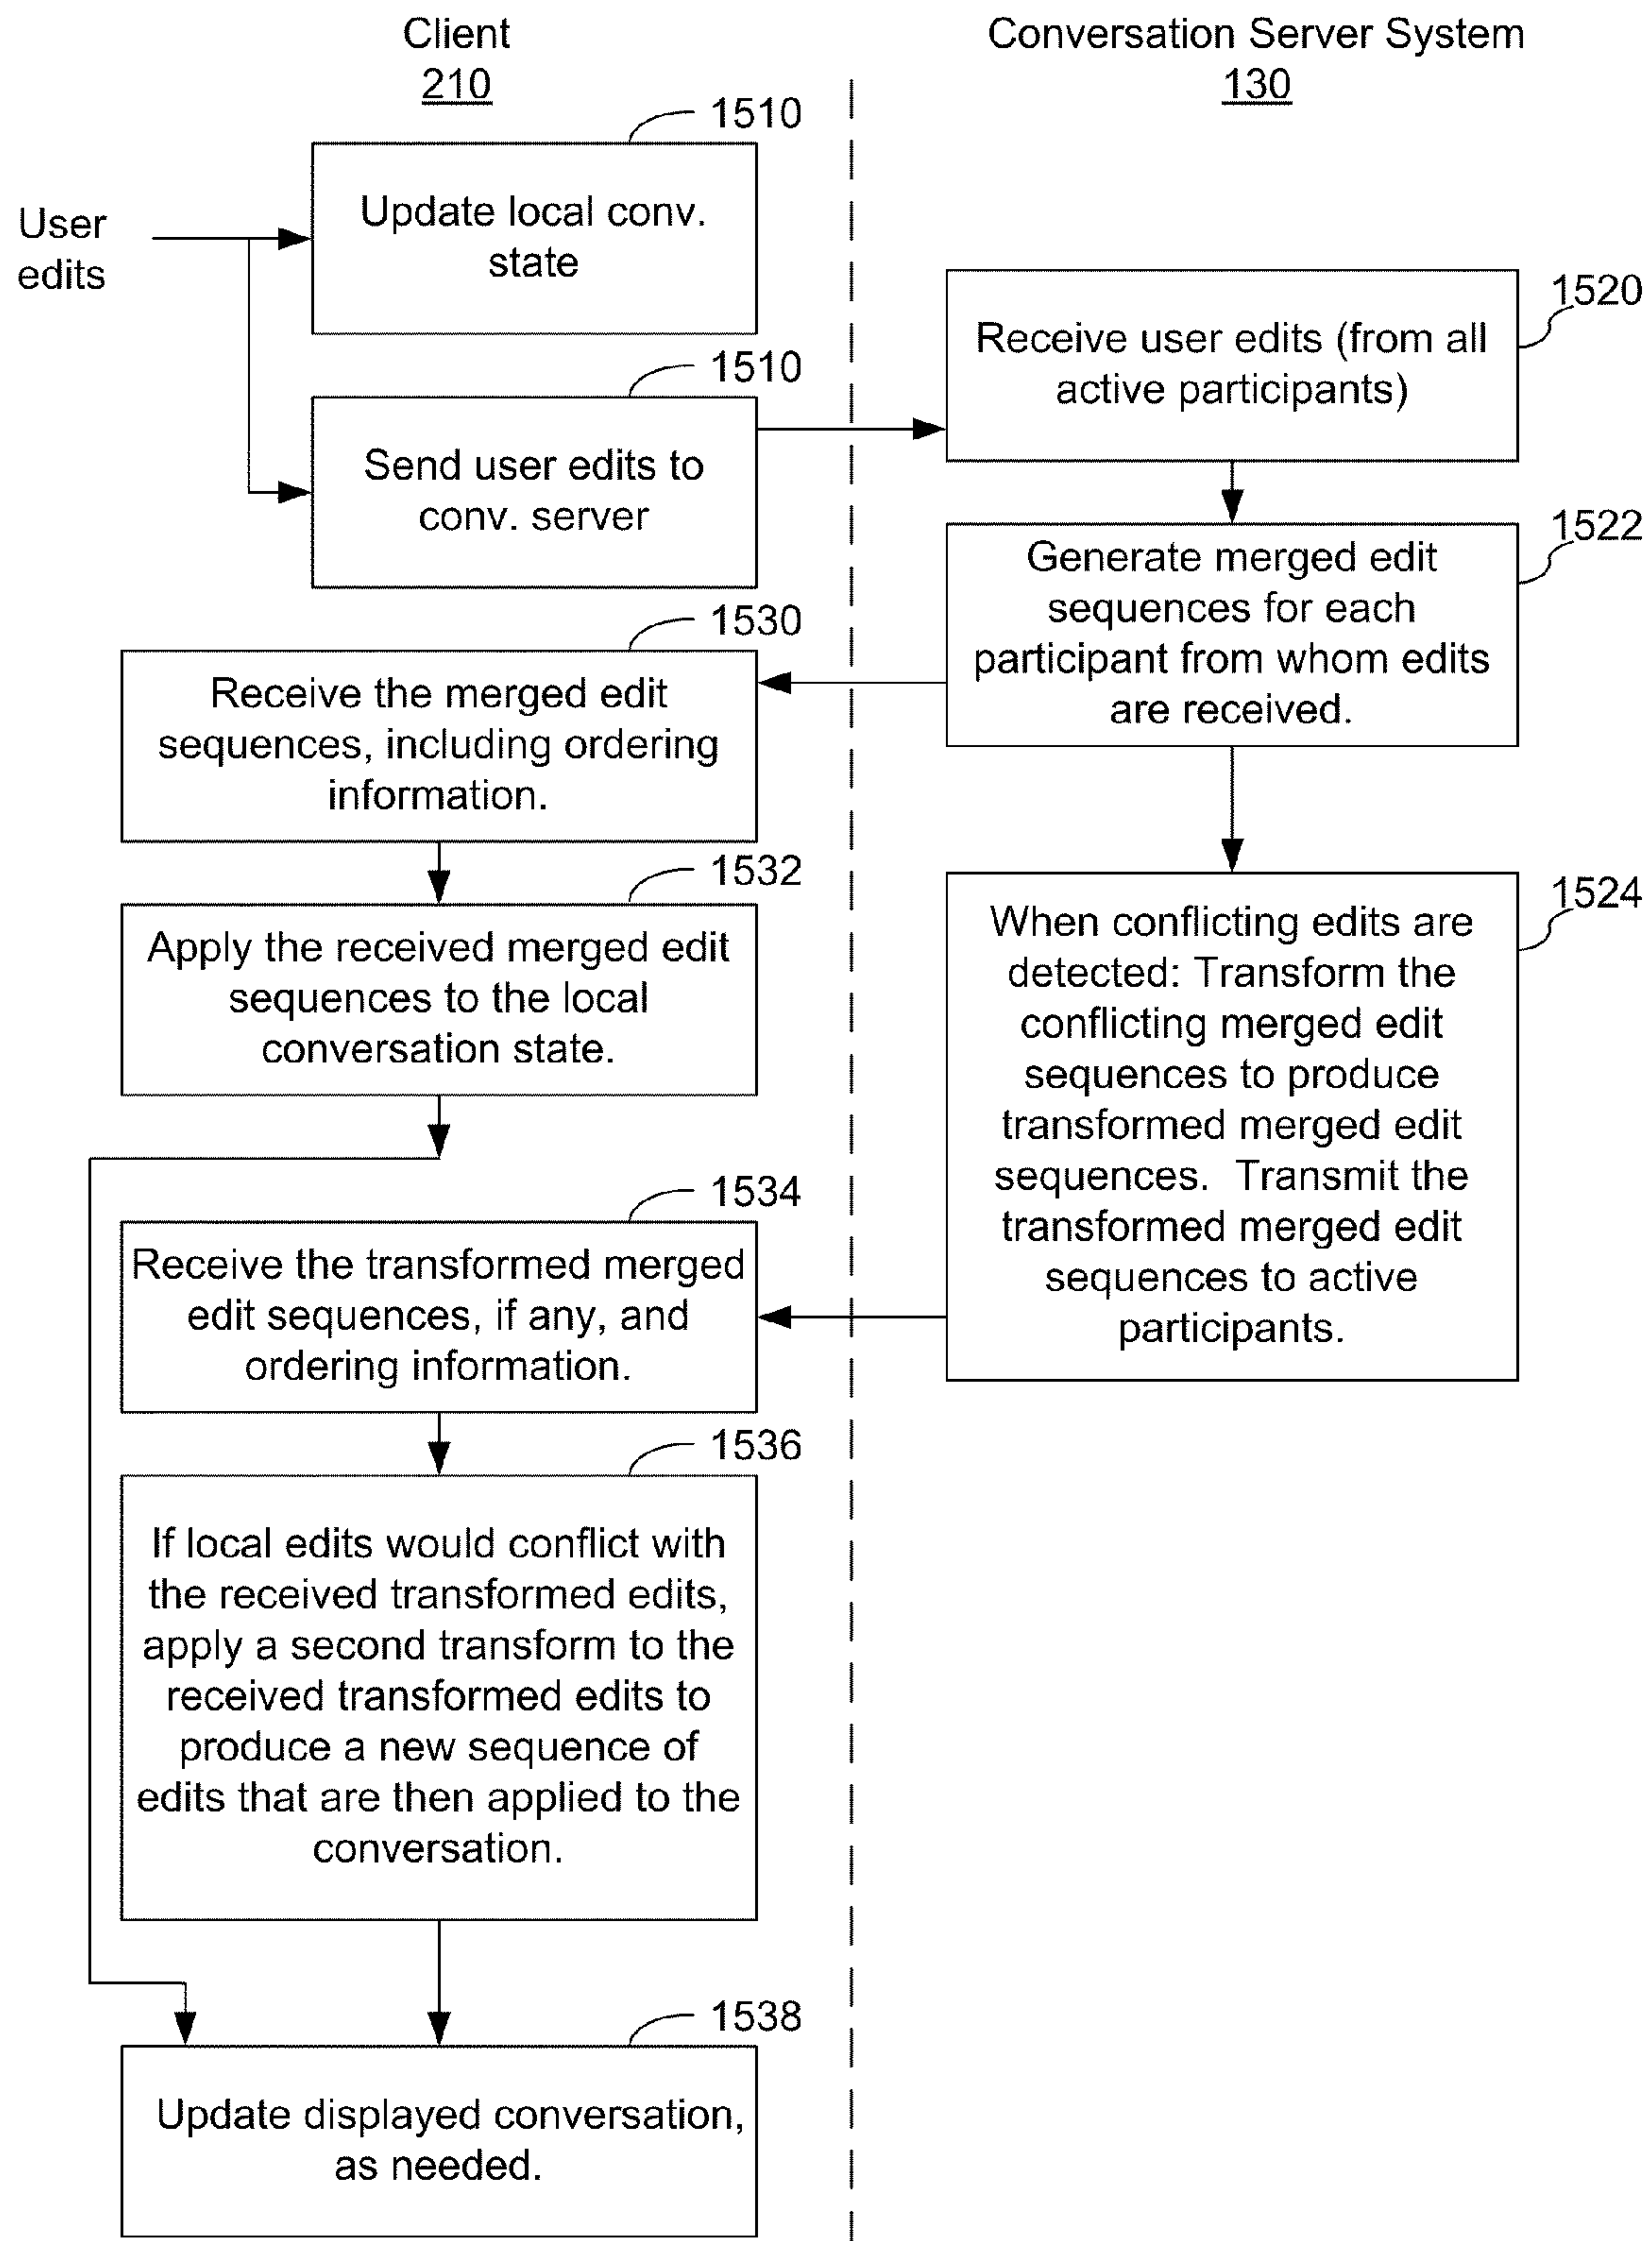 Client
210
Conversation Server System
130
1510
User
edits
Update local conv.
state
1510
Send user edits to
conv. server
1520
Receive user edits (from all
active participants)
1522
Generate merged edit
sequences for each
participant from whom edits
are received.
1530
Receive the merged edit
sequences, including ordering
information.
1532
Apply the received merged edit
sequences to the local
conversation state.
1524
When conflicting edits are
detected: Transform the
conflicting merged edit
sequences to produce
transformed merged edit
sequences.  Transmit the
transformed merged edit
sequences to active
participants.
1534
Receive the transformed merged
edit sequences, if any, and
ordering information.
1536
If local edits would conflict with
the received transformed edits,
apply a second transform to the
received transformed edits to
produce a new sequence of
edits that are then applied to the
conversation.
1538
Update displayed conversation,
as needed.